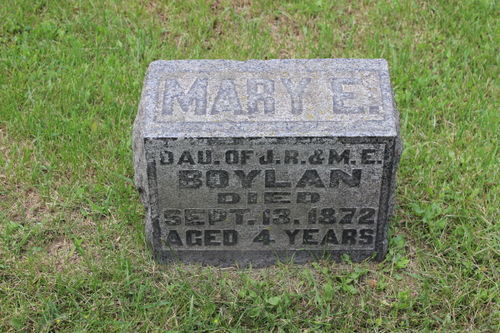 MARY E.
DAU. OF J. R. & M. E.
BOYLAN
DIED
SEPT. 13. 1872
AGED 4 YEARS